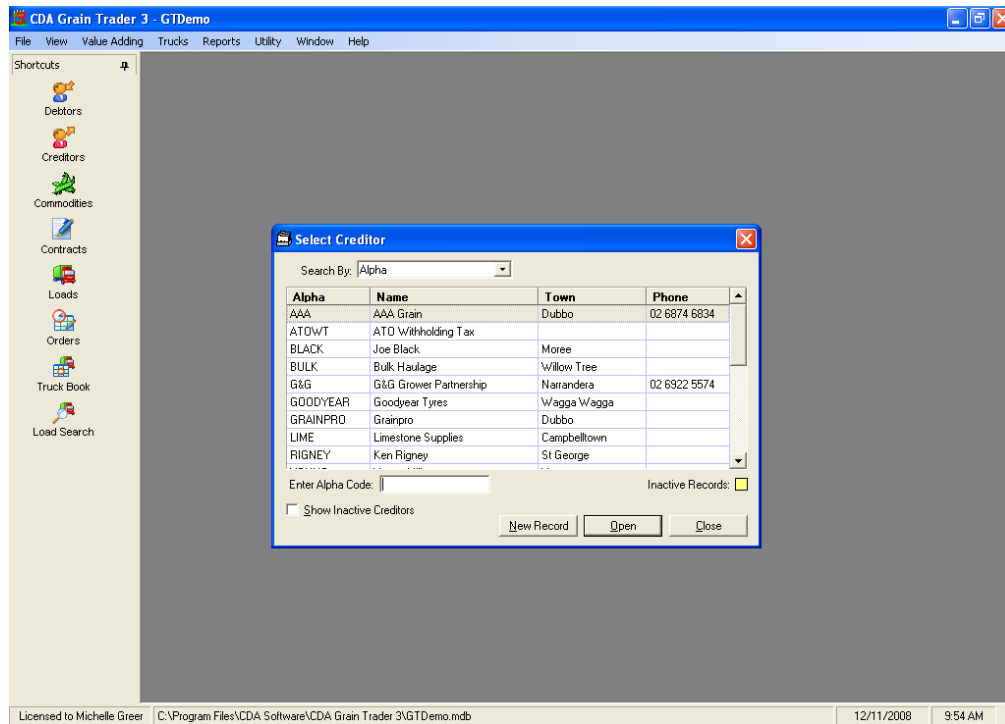 CDA Grain Trader 3 - GTDemo
File View Value Adding Trucks Reports Utility Window Help
Shortcuts
Debtors
Creditors
Commodities
Contracts
Loads
Orders
Truck Book
Load Search
Select Creditor
Search By: Alpha
Alpha Name Town Phone
AAA AAA Grain Dubbo 02 6874 6834
ATOWT ATO Withholding Tax
BLACK Joe Black Moree
BULK Bulk Haulage Willow Tree
G&G G&G Grower Partnership Narrandera 02 6922 5574
GOODYEAR Goodyear Tyres Wagga Wagga
GRAINPRO Grainpro Dubbo
LIME Limestone Supplies Campbelltown
RIGNEY Ken Rigney St George
Enter Alpha Code: Inactive Records:
Show Inactive Creditors
New Record Open Close
Licensed to Michelle Greer C:\Program Files\CDA Software\CDA Grain Trader 3\GTDemo.mdb 12/11/2008 9:54 AM